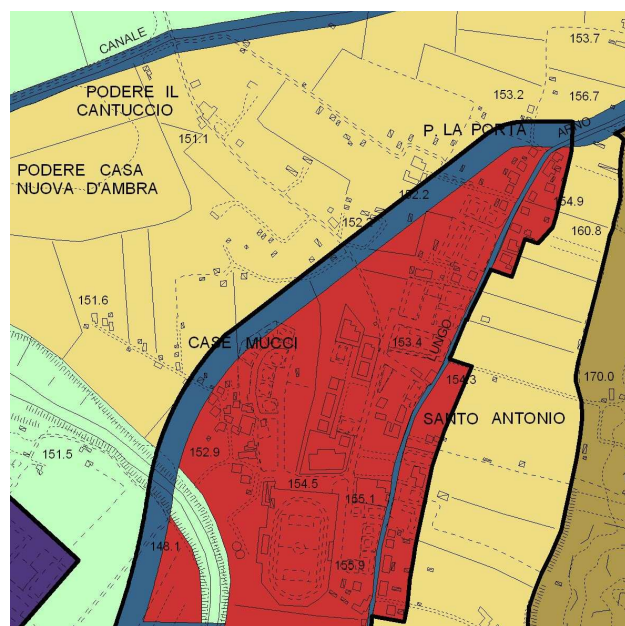 CANALE
153.7
PODERE IL
CANTUCCIO
153.2
156.7
151.1
P. LA PORTA
ARNO
PODERE CASA
NUOVA D'AMBRA
152.2
154.9
152.2
160.8
151.6
CASE MUCCI
153.4
LUNGO
154.3
170.0
SANTO ANTONIO
152.9
151.5
154.5
155.1
148.1
155.9